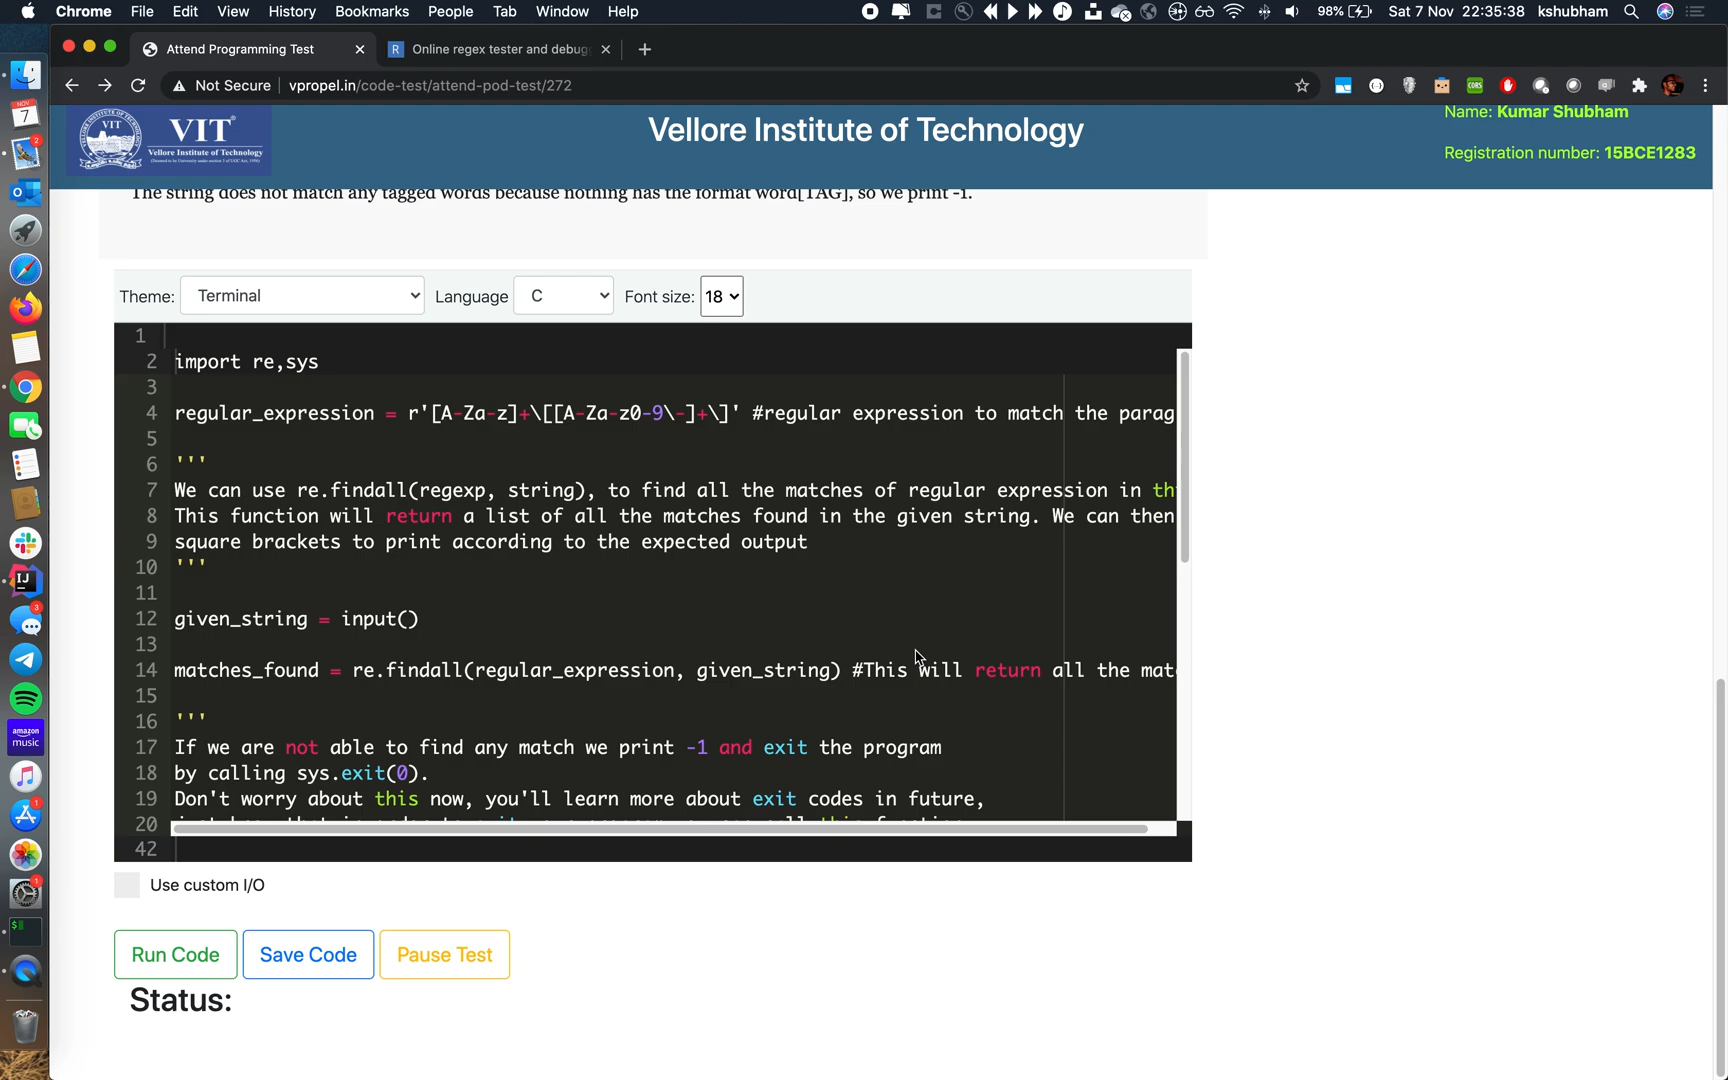 Chrome File Edit View History Bookmarks People Tab Window Help 98% Sat 7 Nov 22:35:38 kshubham
Attend Programming Test
Online regex tester and debug
Not Secure vpropel.in/code-test/attend-pod-test/272
VIT
Vellore Institute of Technology
Vellore Institute of Technology
Name: Kumar Shubham
Registration number: 15BCE1283
The string does not match any tagged words because nothing has the format word[TAG], so we print -1.
Theme: Terminal Language C Font size: 18
1
2 import re,sys
3
4 regular_expression = r'[A-Za-z]+\[[A-Za-z0-9\-]+\]' #regular expression to match the parag
5
6 '''
7 We can use re.findall(regexp, string), to find all the matches of regular expression in th
8 This function will return a list of all the matches found in the given string. We can then
9 square brackets to print according to the expected output
10 '''
11
12 given_string = input()
13
14 matches_found = re.findall(regular_expression, given_string) #This will return all the mat
15
16 '''
17 If we are not able to find any match we print -1 and exit the program
18 by calling sys.exit(0).
19 Don't worry about this now, you'll learn more about exit codes in future,
20
42
Use custom I/O
Run Code Save Code Pause Test
Status: